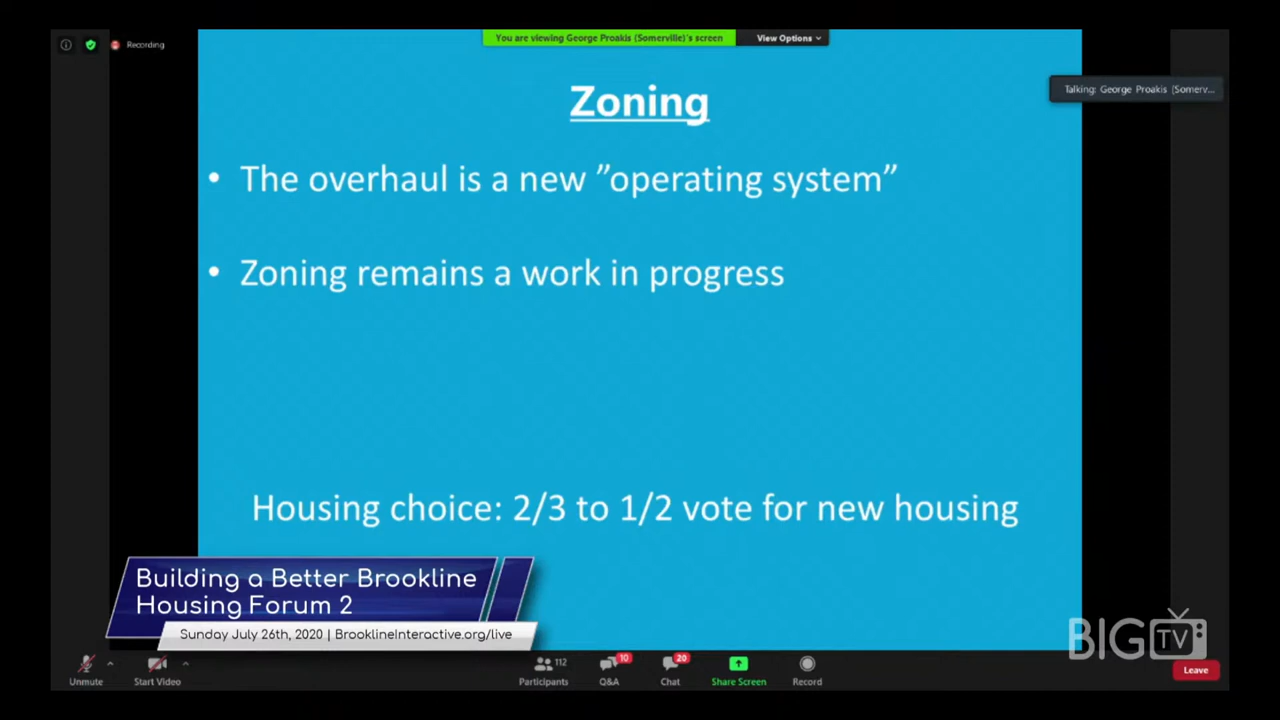 Recording
You are viewing George Proakis (Somerville)'s screen
View Options
Talking: George Proakis (Somerv...
Zoning
• The overhaul is a new ”operating system”
• Zoning remains a work in progress
Housing choice: 2/3 to 1/2 vote for new housing
Building a Better Brookline
Housing Forum 2
Sunday July 26th, 2020 | BrooklineInteractive.org/live
BIG TV
Unmute
Start Video
112
Participants
10
Q&A
20
Chat
Share Screen
Record
Leave